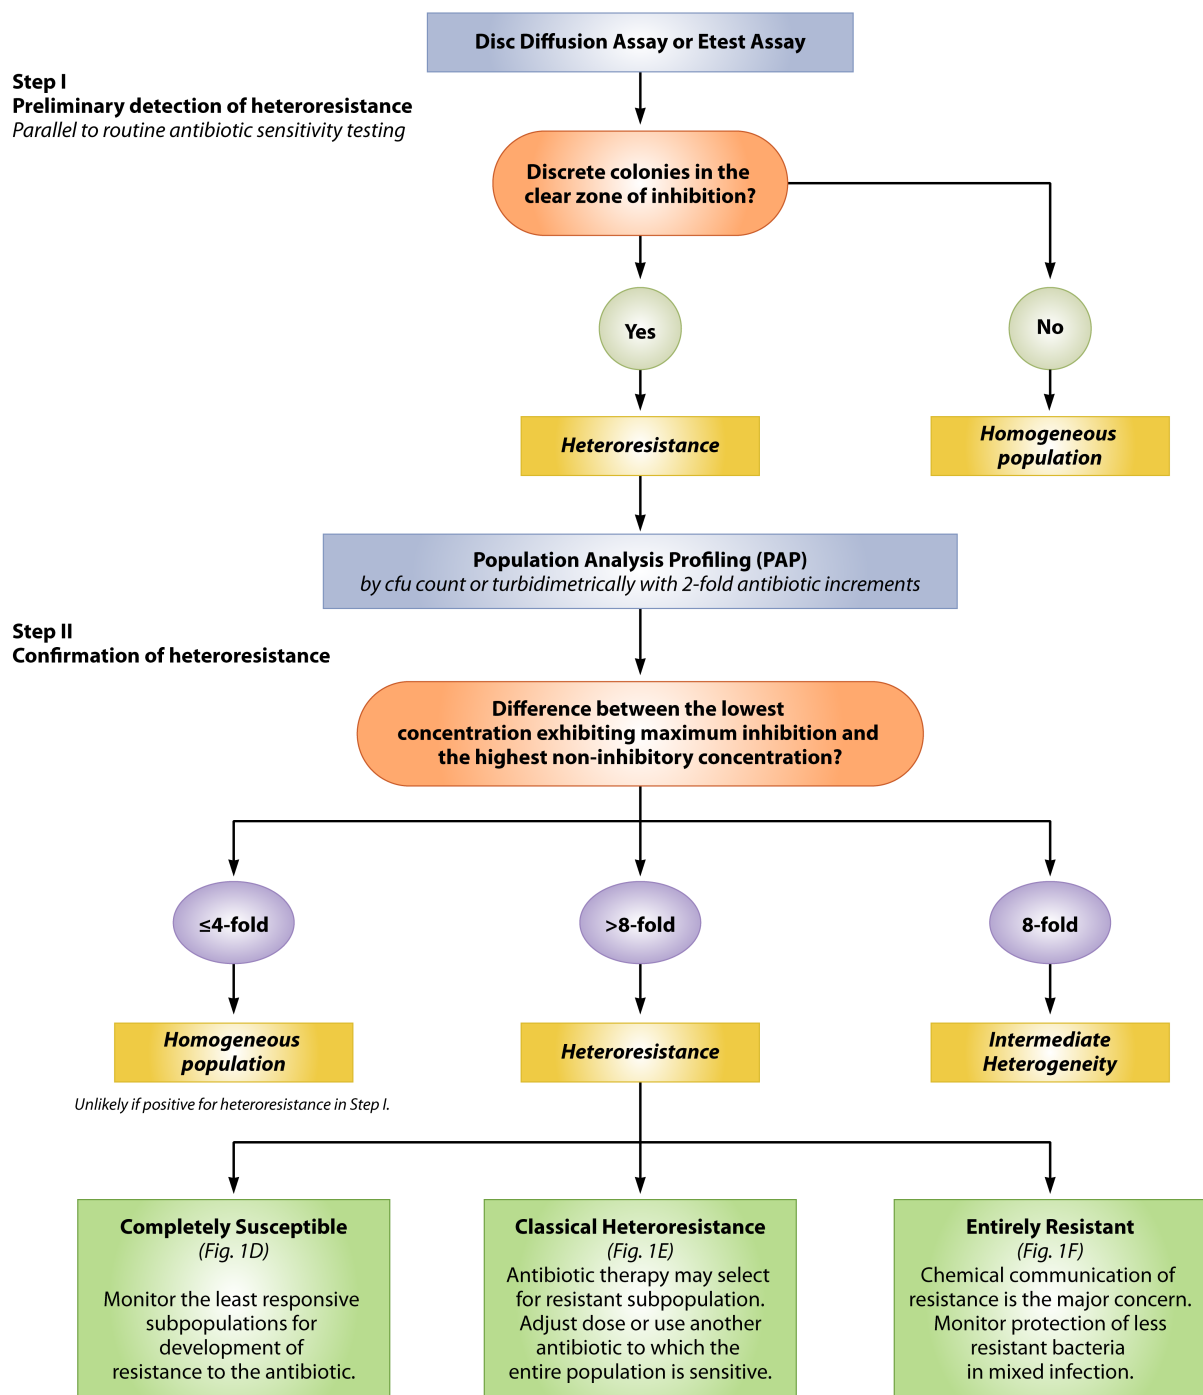 Disc Diffusion Assay or Etest Assay
Step I
Preliminary detection of heteroresistance
Parallel to routine antibiotic sensitivity testing
Discrete colonies in the
clear zone of inhibition?
Yes
No
Heteroresistance
Homogeneous
population
Population Analysis Profiling (PAP)
by cfu count or turbidimetrically with 2-fold antibiotic increments
Step II
Confirmation of heteroresistance
Difference between the lowest
concentration exhibiting maximum inhibition and
the highest non-inhibitory concentration?
≤4-fold
>8-fold
8-fold
Homogeneous
population
Unlikely if positive for heteroresistance in Step I.
Heteroresistance
Intermediate
Heterogeneity
Completely Susceptible
(Fig. 1D)
Monitor the least responsive
subpopulations for
development of
resistance to the antibiotic.
Classical Heteroresistance
(Fig. 1E)
Antibiotic therapy may select
for resistant subpopulation.
Adjust dose or use another
antibiotic to which the
entire population is sensitive.
Entirely Resistant
(Fig. 1F)
Chemical communication of
resistance is the major concern.
Monitor protection of less
resistant bacteria
in mixed infection.